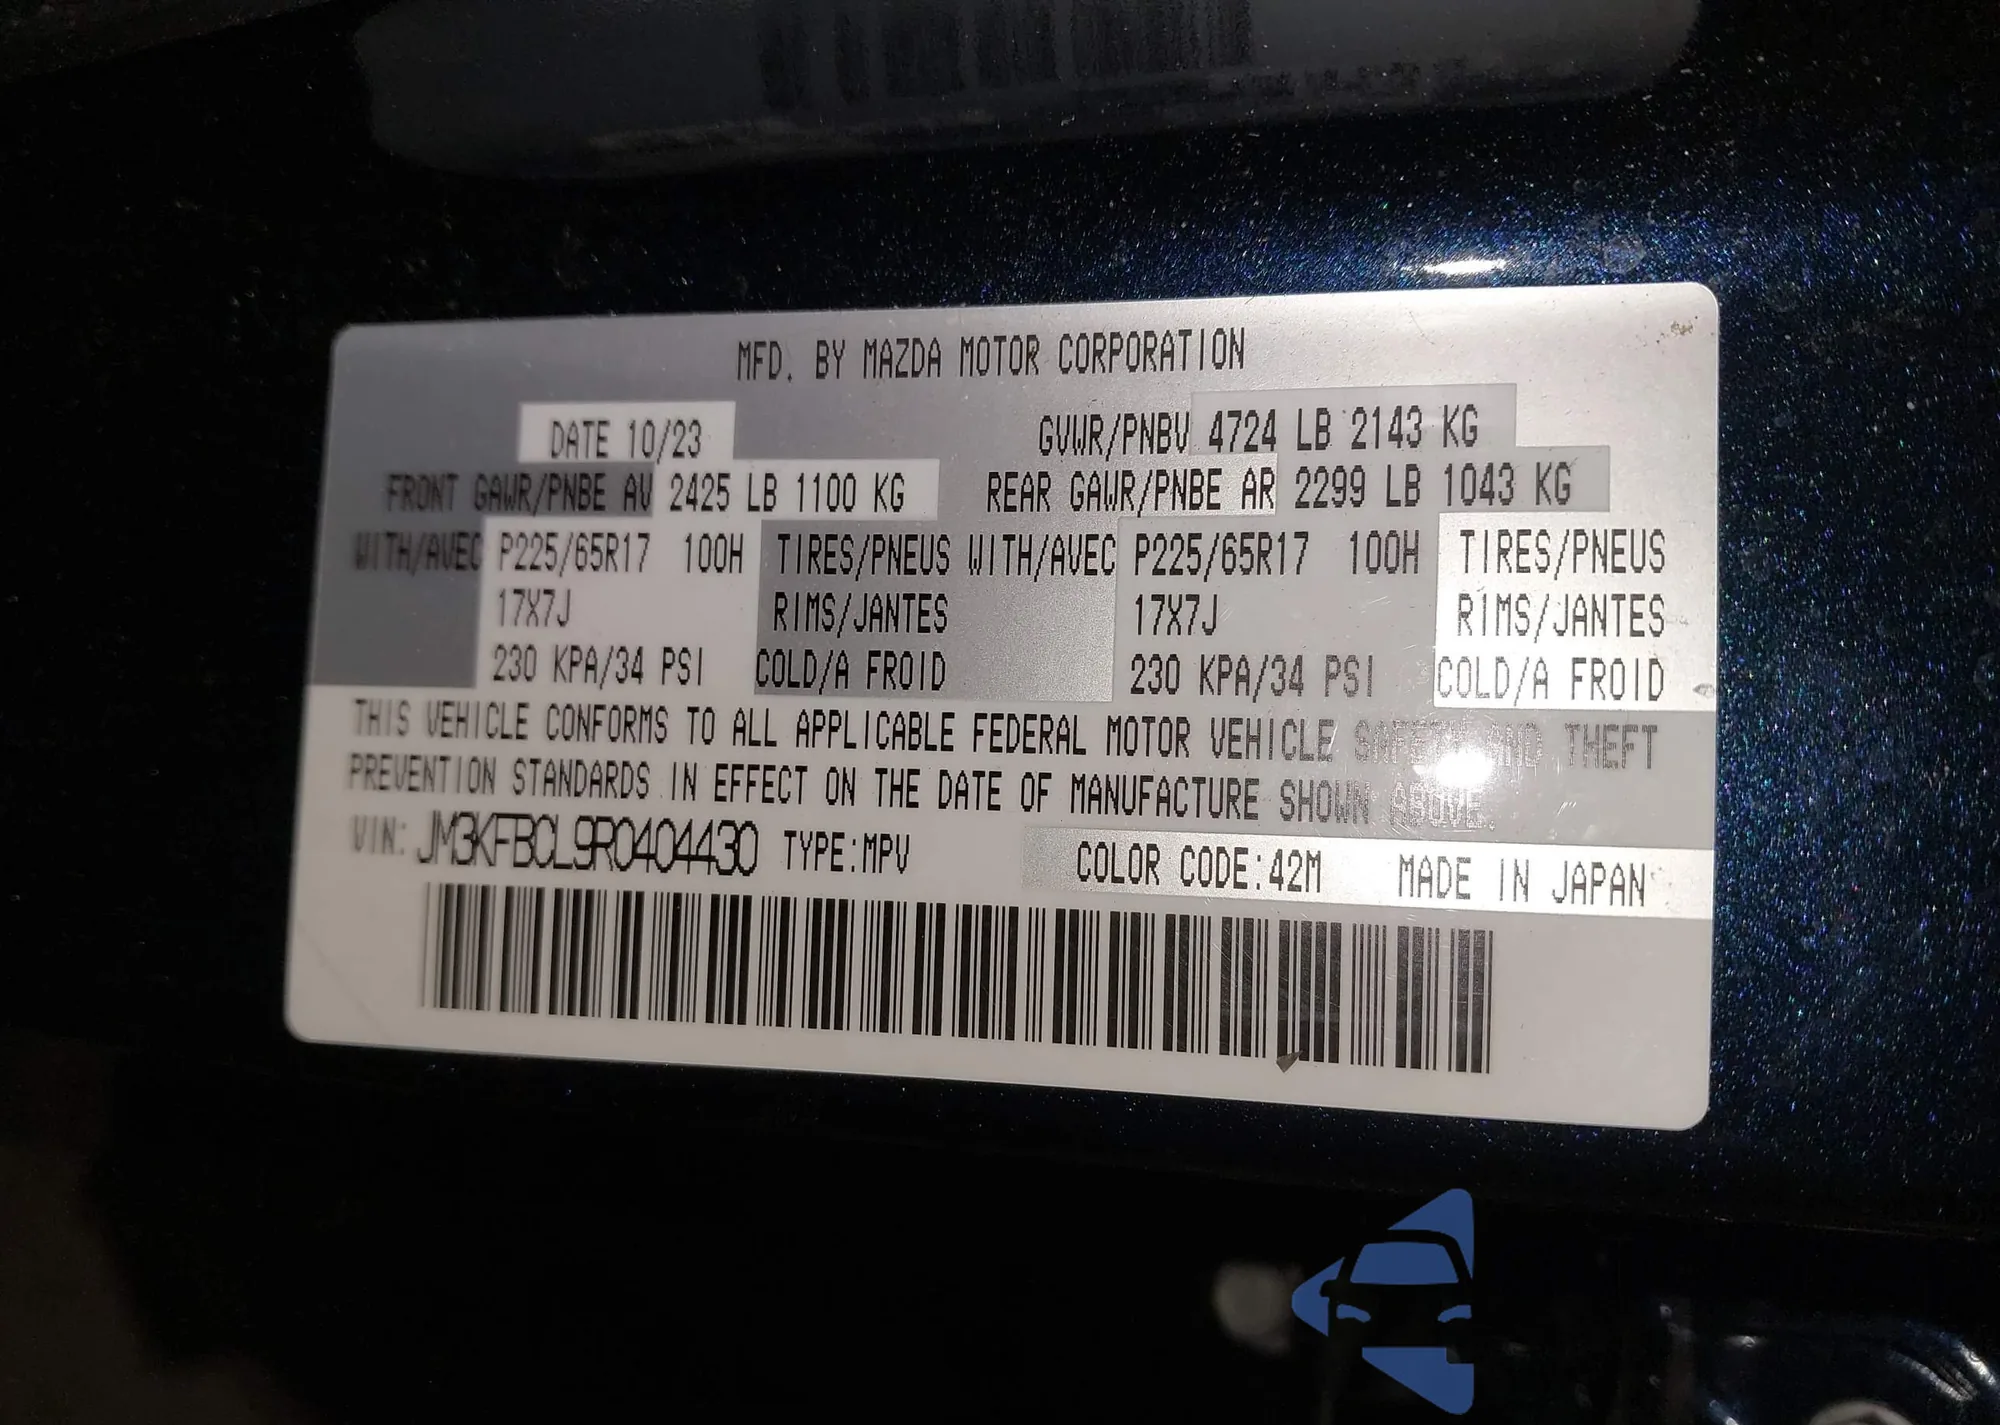 MFD. BY MAZDA MOTOR CORPORATION
DATE 10/23 GVWR/PNBV 4724 LB 2143 KG
FRONT GAWR/PNBE AV 2425 LB 1100 KG REAR GAWR/PNBE AR 2299 LB 1043 KG
WITH/AVEC P225/65R17 100H TIRES/PNEUS WITH/AVEC P225/65R17 100H TIRES/PNEUS
17X7J RIMS/JANTES 17X7J RIMS/JANTES
230 KPA/34 PSI COLD/A FROID 230 KPA/34 PSI COLD/A FROID
THIS VEHICLE CONFORMS TO ALL APPLICABLE FEDERAL MOTOR VEHICLE SAFETY AND THEFT
PREVENTION STANDARDS IN EFFECT ON THE DATE OF MANUFACTURE SHOWN ABOVE.
VIN: JM3KFBCL9R0404430 TYPE:MPV COLOR CODE:42M MADE IN JAPAN